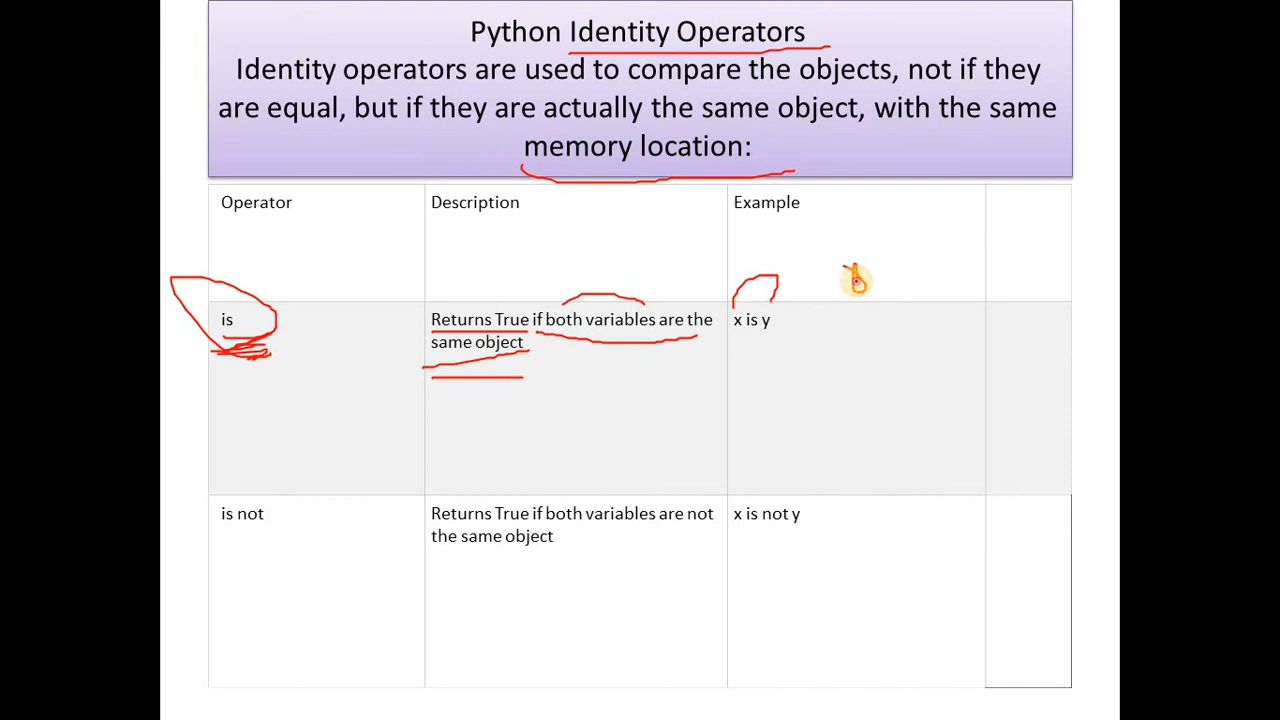 Python Identity Operators
Identity operators are used to compare the objects, not if they
are equal, but if they are actually the same object, with the same
memory location:
Operator Description Example
is Returns True if both variables are the x is y
same object
is not Returns True if both variables are not x is not y
the same object